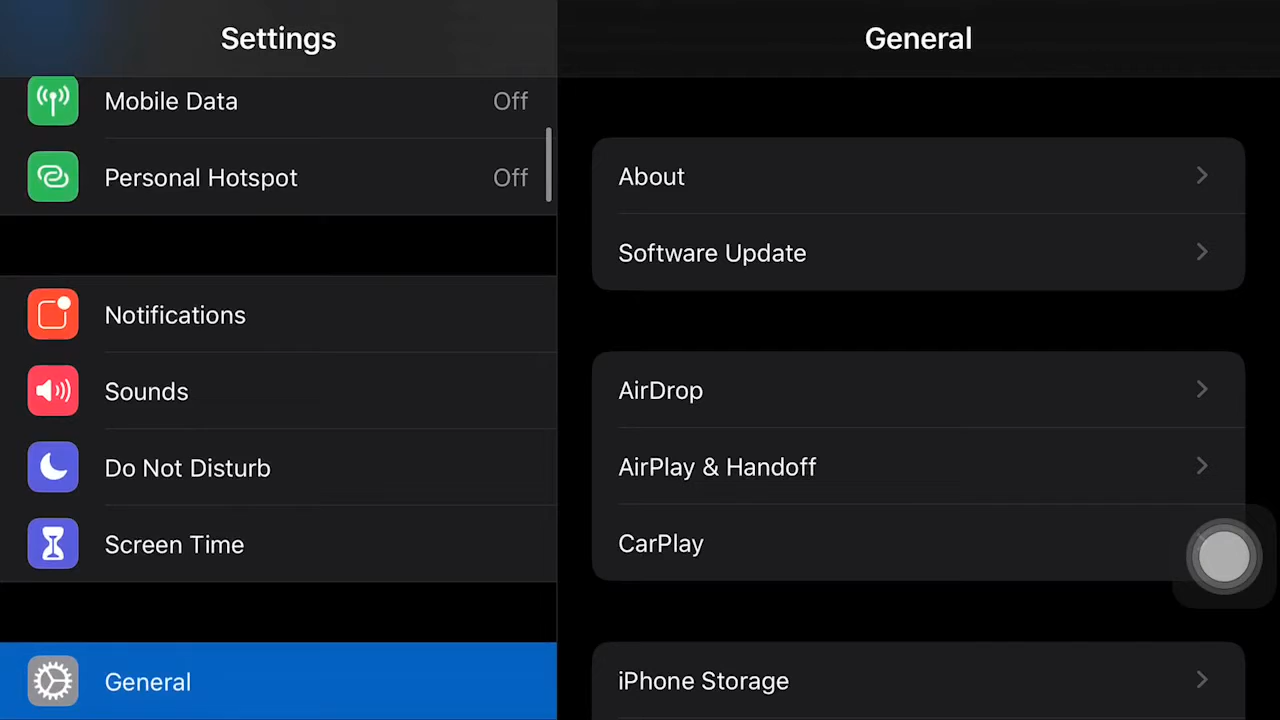 Settings
Mobile Data Off
Personal Hotspot Off
Notifications
Sounds
Do Not Disturb
Screen Time
General
General
About
Software Update
AirDrop
AirPlay & Handoff
CarPlay
iPhone Storage